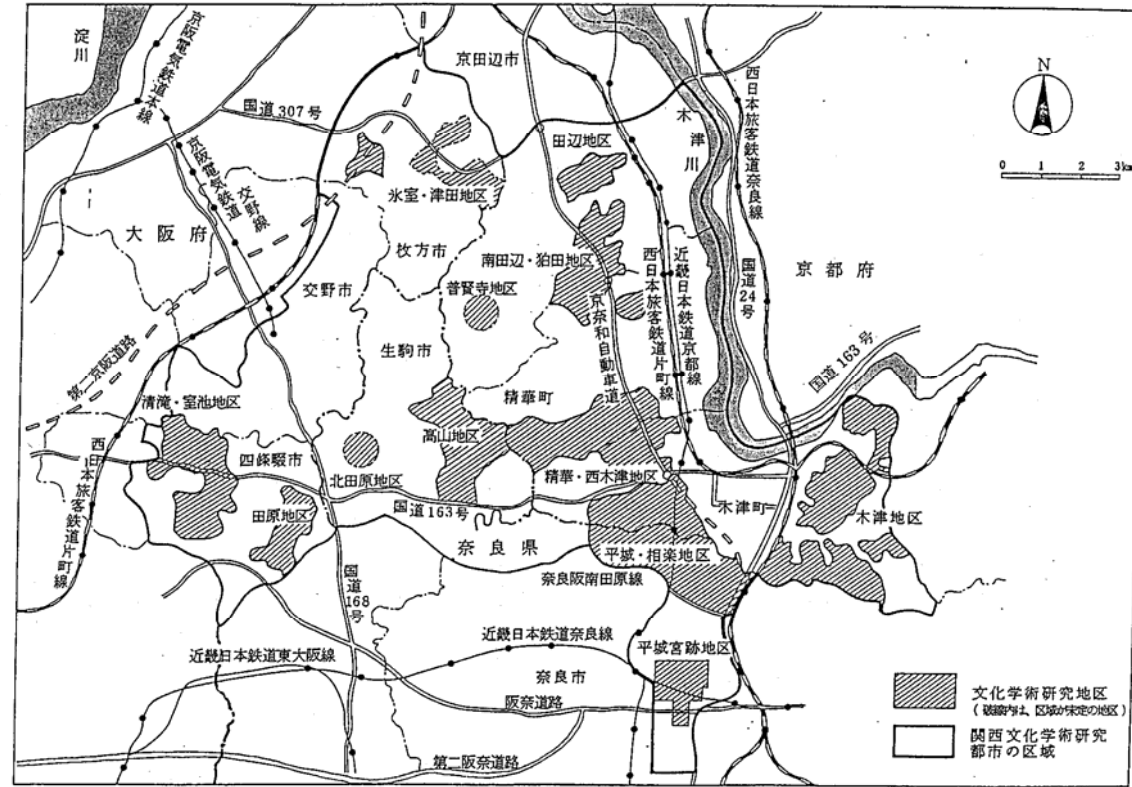 淀川
京阪電気鉄道本線
国道307号
京阪電気鉄道
交野線
京田辺市
田辺地区
木津川
西日本旅客鉄道奈良線
N
0 1 2 3km
氷室・津田地区
大阪府
枚方市
交野市
南田辺・狛田地区
普賢寺地区
近畿日本鉄道京都線
西日本旅客鉄道片町線
京奈和自動車道
国道24号
京都府
第二京阪道路
生駒市
精華町
国道163号
清滝・室池地区
高山地区
四條畷市
北田原地区
精華・西木津地区
西日本旅客鉄道片町線
田原地区
国道163号
木津町
木津地区
奈良県
平城・相楽地区
奈良阪南田原線
国道168号
近畿日本鉄道奈良線
平城宮跡地区
近畿日本鉄道東大阪線
奈良市
阪奈道路
第二阪奈道路
文化学術研究地区
(破線内は、区域が未定の地区)
関西文化学術研究
都市の区域